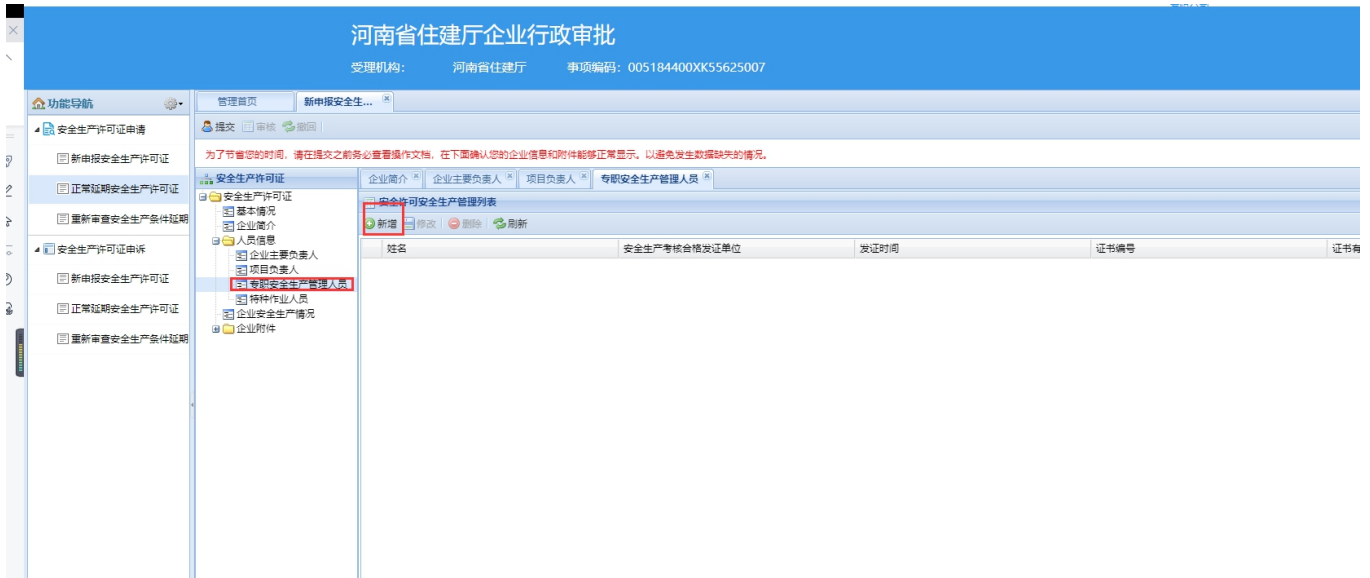 河南省住建厅企业行政审批
受理机构： 河南省住建厅 事项编码：005184400XK55625007
功能导航
安全生产许可证申请
新申报安全生产许可证
正常延期安全生产许可证
重新审查安全生产条件延期
安全生产许可证申诉
新申报安全生产许可证
正常延期安全生产许可证
重新审查安全生产条件延期
管理首页 新申报安全生...
提交 审核 撤回
为了节省您的时间，请在提交之前务必查看操作文档，在下面确认您的企业信息和附件能够正常显示。以避免发生数据缺失的情况。
安全生产许可证
安全生产许可证
基本情况
企业简介
人员信息
企业主要负责人
项目负责人
专职安全生产管理人员
特种作业人员
企业安全生产情况
企业附件
企业简介 企业主要负责人 项目负责人 专职安全生产管理人员
安全许可安全生产管理列表
新增 修改 删除 刷新
姓名 安全生产考核合格发证单位 发证时间 证书编号 证书有